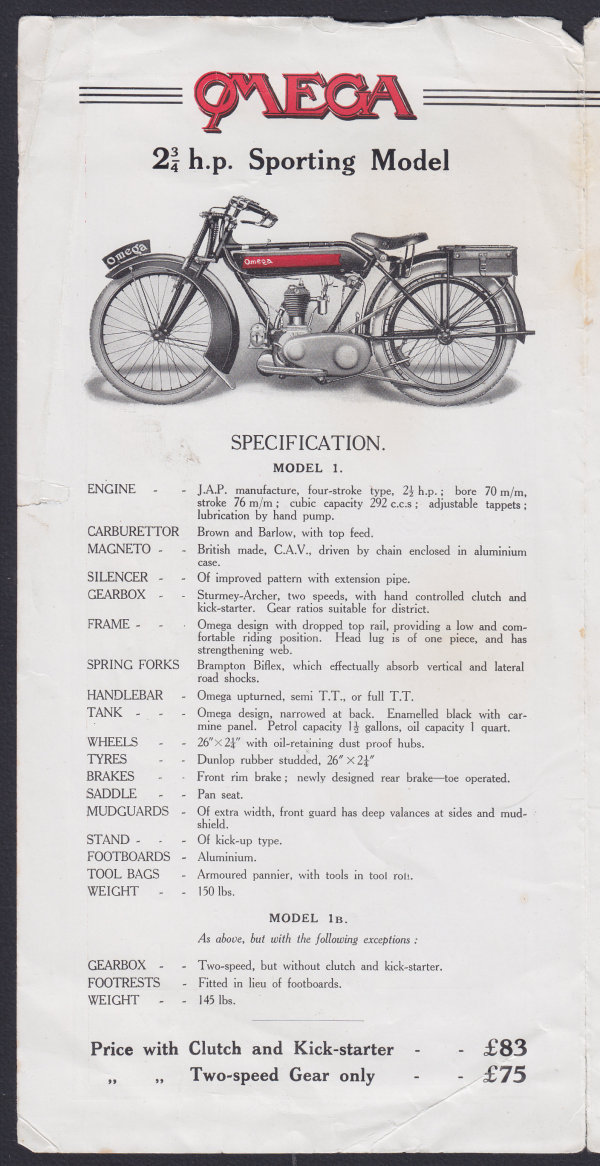 OMEGA
2¾ h.p. Sporting Model
Omega
Omega
SPECIFICATION.
MODEL 1.
ENGINE - - J.A.P. manufacture, four-stroke type, 2½ h.p.; bore 70 m/m,
stroke 76 m/m; cubic capacity 292 c.c.s; adjustable tappets;
lubrication by hand pump.
CARBURETTOR Brown and Barlow, with top feed.
MAGNETO - - British made, C.A.V., driven by chain enclosed in aluminium
case.
SILENCER - - Of improved pattern with extension pipe.
GEARBOX - - Sturmey-Archer, two speeds, with hand controlled clutch and
kick-starter. Gear ratios suitable for district.
FRAME - - - Omega design with dropped top rail, providing a low and com-
fortable riding position. Head lug is of one piece, and has
strengthening web.
SPRING FORKS Brampton Biflex, which effectually absorb vertical and lateral
road shocks.
HANDLEBAR - Omega upturned, semi T.T., or full T.T.
TANK - - - Omega design, narrowed at back. Enamelled black with car-
mine panel. Petrol capacity 1½ gallons, oil capacity 1 quart.
WHEELS - - 26″×2¼″ with oil-retaining dust proof hubs.
TYRES - - Dunlop rubber studded, 26″×2¼″
BRAKES - - Front rim brake; newly designed rear brake—toe operated.
SADDLE - - Pan seat.
MUDGUARDS - Of extra width, front guard has deep valances at sides and mud-
shield.
STAND - - - Of kick-up type.
FOOTBOARDS - Aluminium.
TOOL BAGS - Armoured pannier, with tools in tool roll.
WEIGHT - - 150 lbs.
MODEL 1B.
As above, but with the following exceptions:
GEARBOX - - Two-speed, but without clutch and kick-starter.
FOOTRESTS - Fitted in lieu of footboards.
WEIGHT - - 145 lbs.
Price with Clutch and Kick-starter - - £83
„ „ Two-speed Gear only - - £75